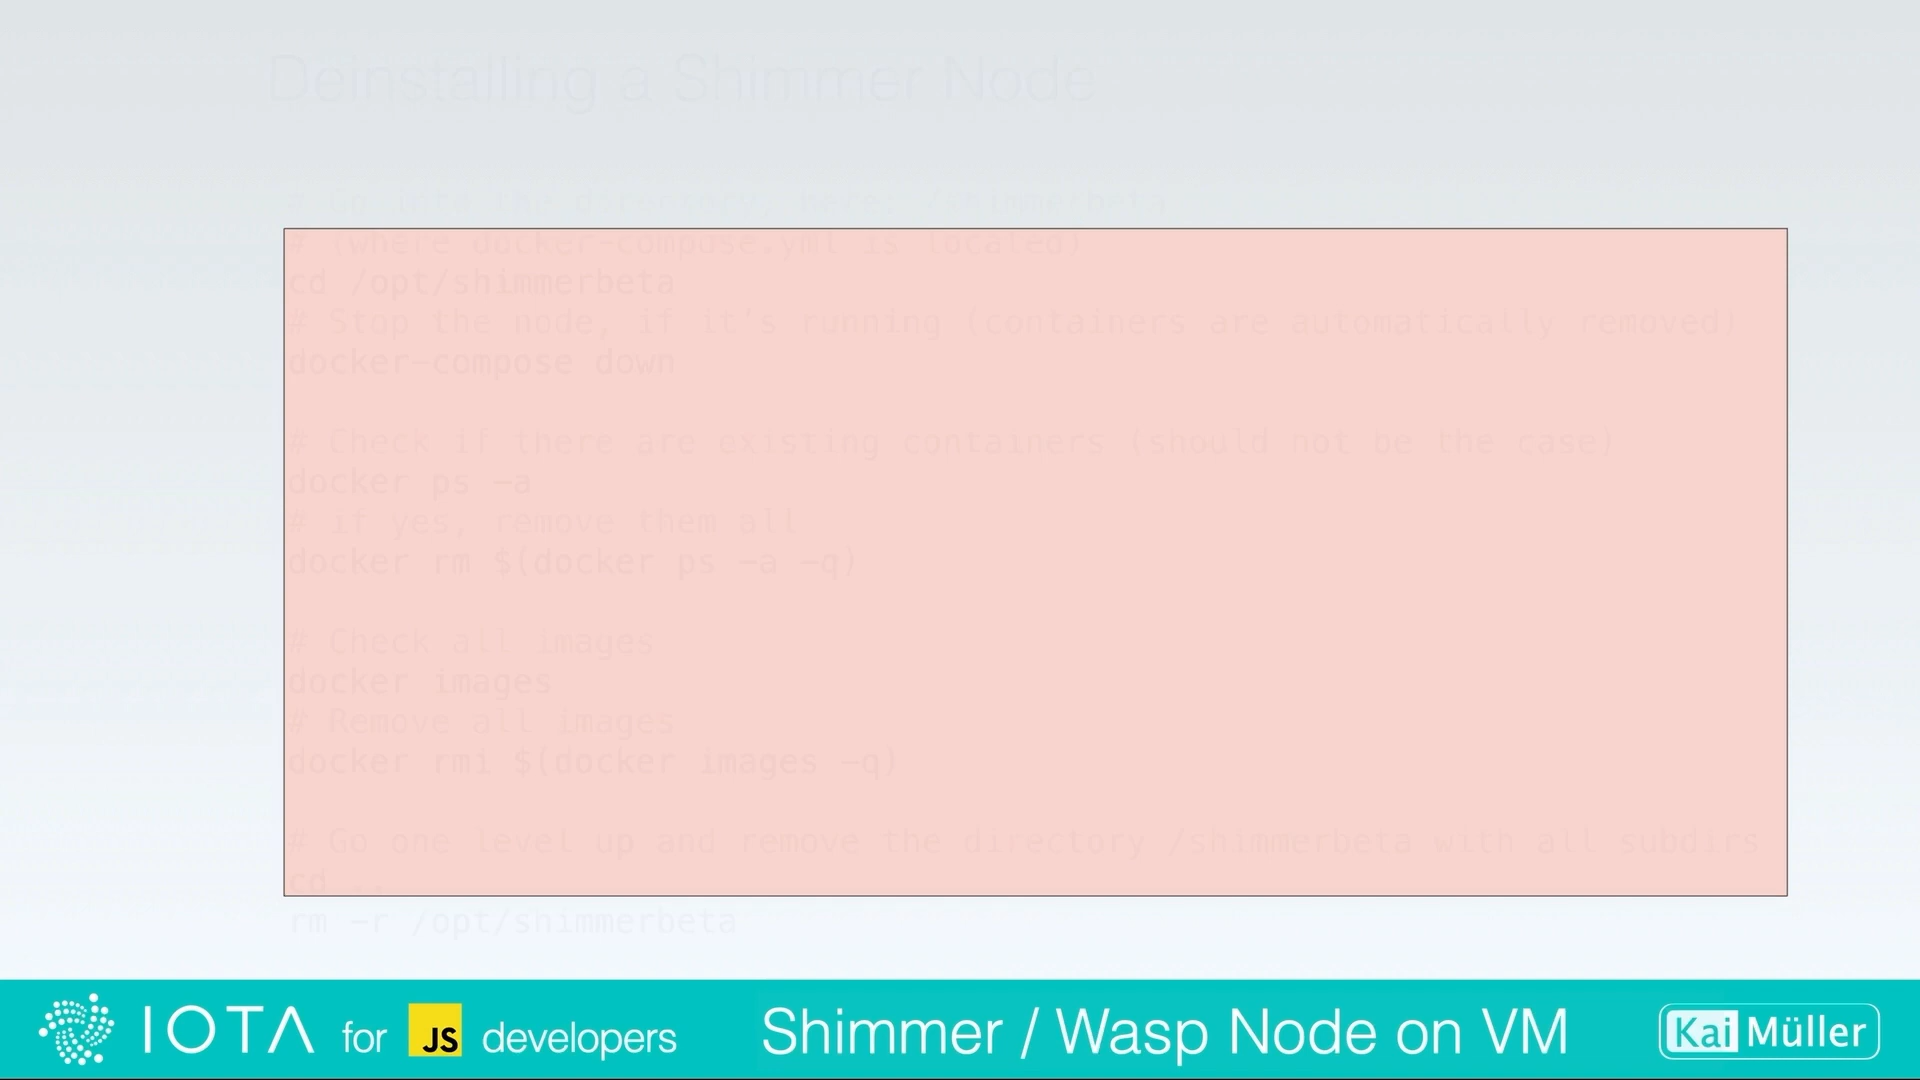 Deinstalling a Shimmer Node
# Go into the directory, here: /shimmerbeta
# (where docker-compose.yml is located)
cd /opt/shimmerbeta
# Stop the node, if it's running (containers are automatically removed)
docker-compose down
# Check if there are existing containers (should not be the case)
docker ps -a
# if yes, remove them all
docker rm $(docker ps -a -q)
# Check all images
docker images
# Remove all images
docker rmi $(docker images -q)
# Go one level up and remove the directory /shimmerbeta with all subdirs
cd ..
rm -r /opt/shimmerbeta
IOTA for JS developers
Shimmer / Wasp Node on VM
Kai Müller